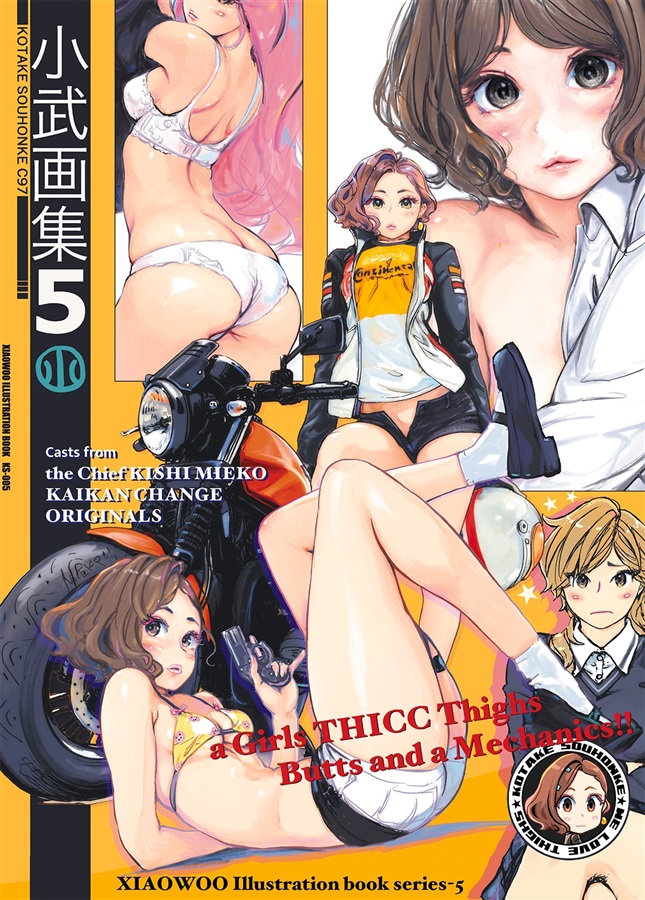 小武画集5
KOTAKE SOUHONKE C97
XIAOWOO ILLUSTRATION BOOK KS-005
Continental
Casts from
the Chief KISHI MIEKO
KAIKAN CHANGE
ORIGINALS
a Girls THICC Thighs
Butts and a Mechanics!!
★KOTAKE SOUHONKE★WE LOVE THIGHS
XIAOWOO Illustration book series-5